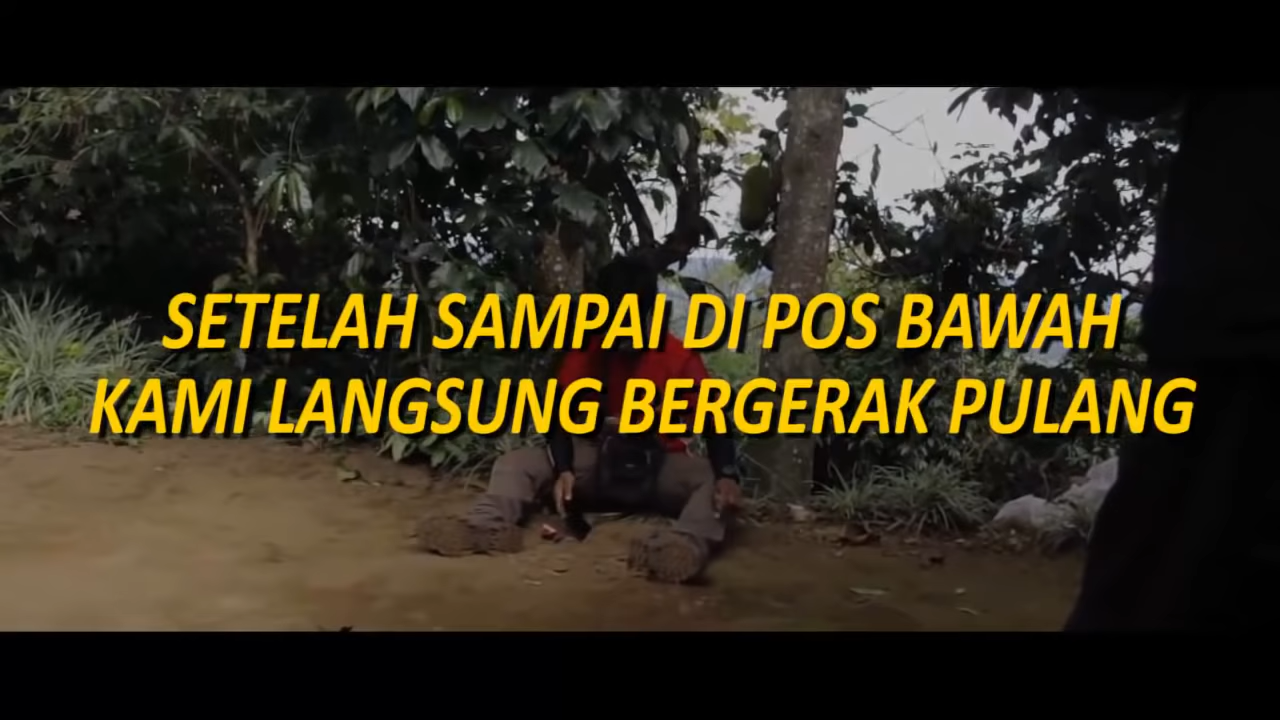 SETELAH SAMPAI DI POS BAWAH
KAMI LANGSUNG BERGERAK PULANG